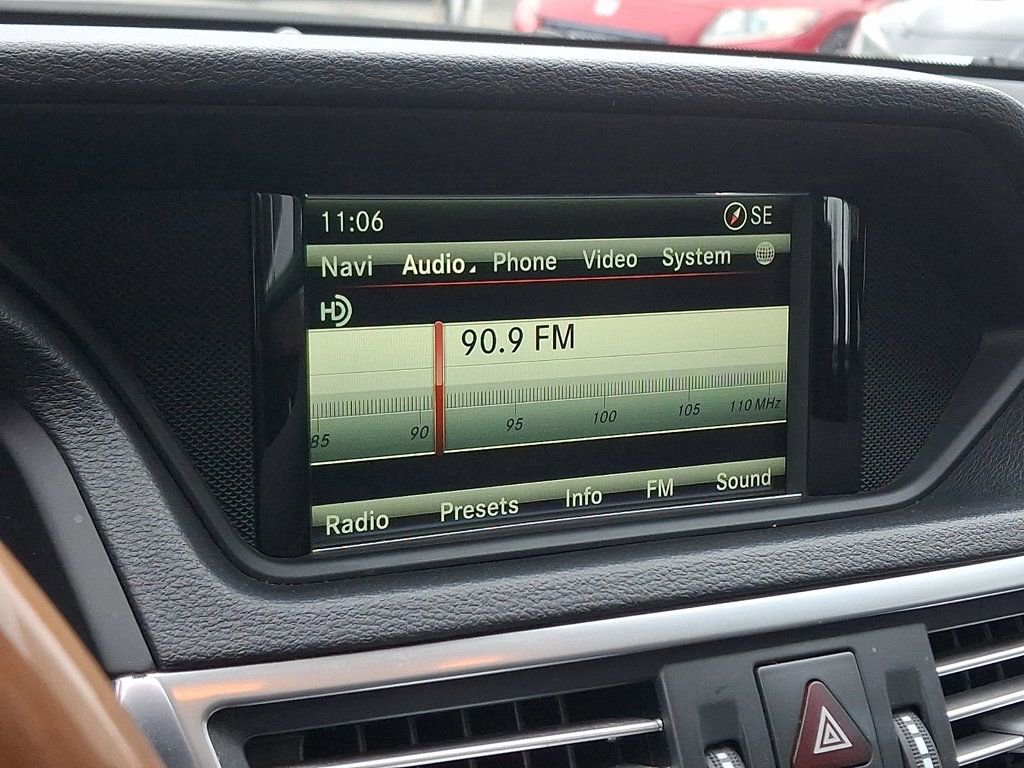 11:06 SE
Navi Audio Phone Video System
HD
90.9 FM
85 90 95 100 105 110 MHz
Radio Presets Info FM Sound